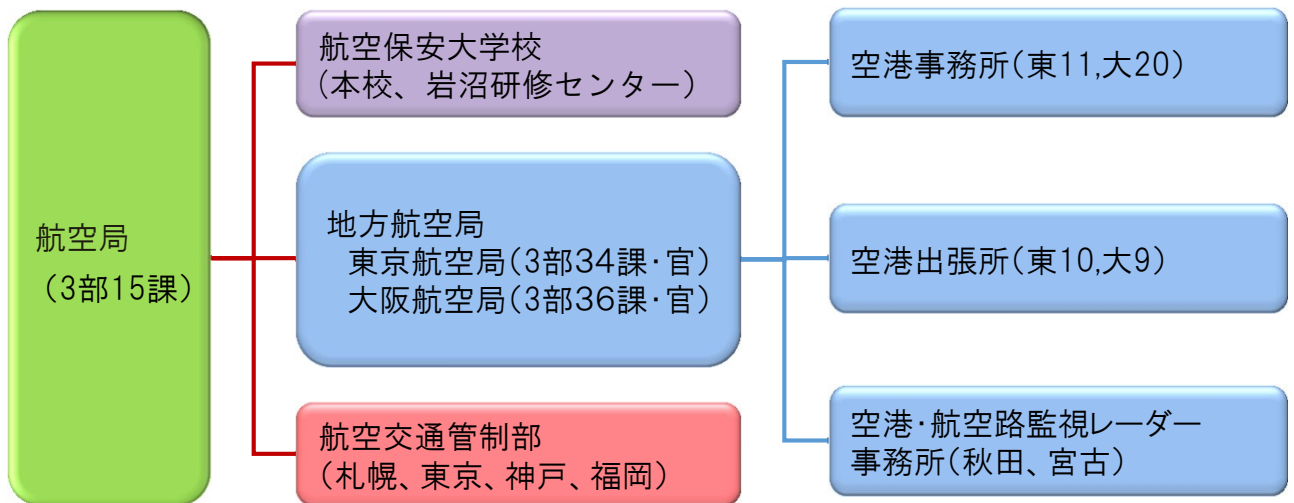 航空局
（3部15課）
航空保安大学校
（本校、岩沼研修センター）
地方航空局
東京航空局（3部34課・官）
大阪航空局（3部36課・官）
航空交通管制部
（札幌、東京、神戸、福岡）
空港事務所（東11,大20）
空港出張所（東10,大9）
空港・航空路監視レーダー
事務所（秋田、宮古）